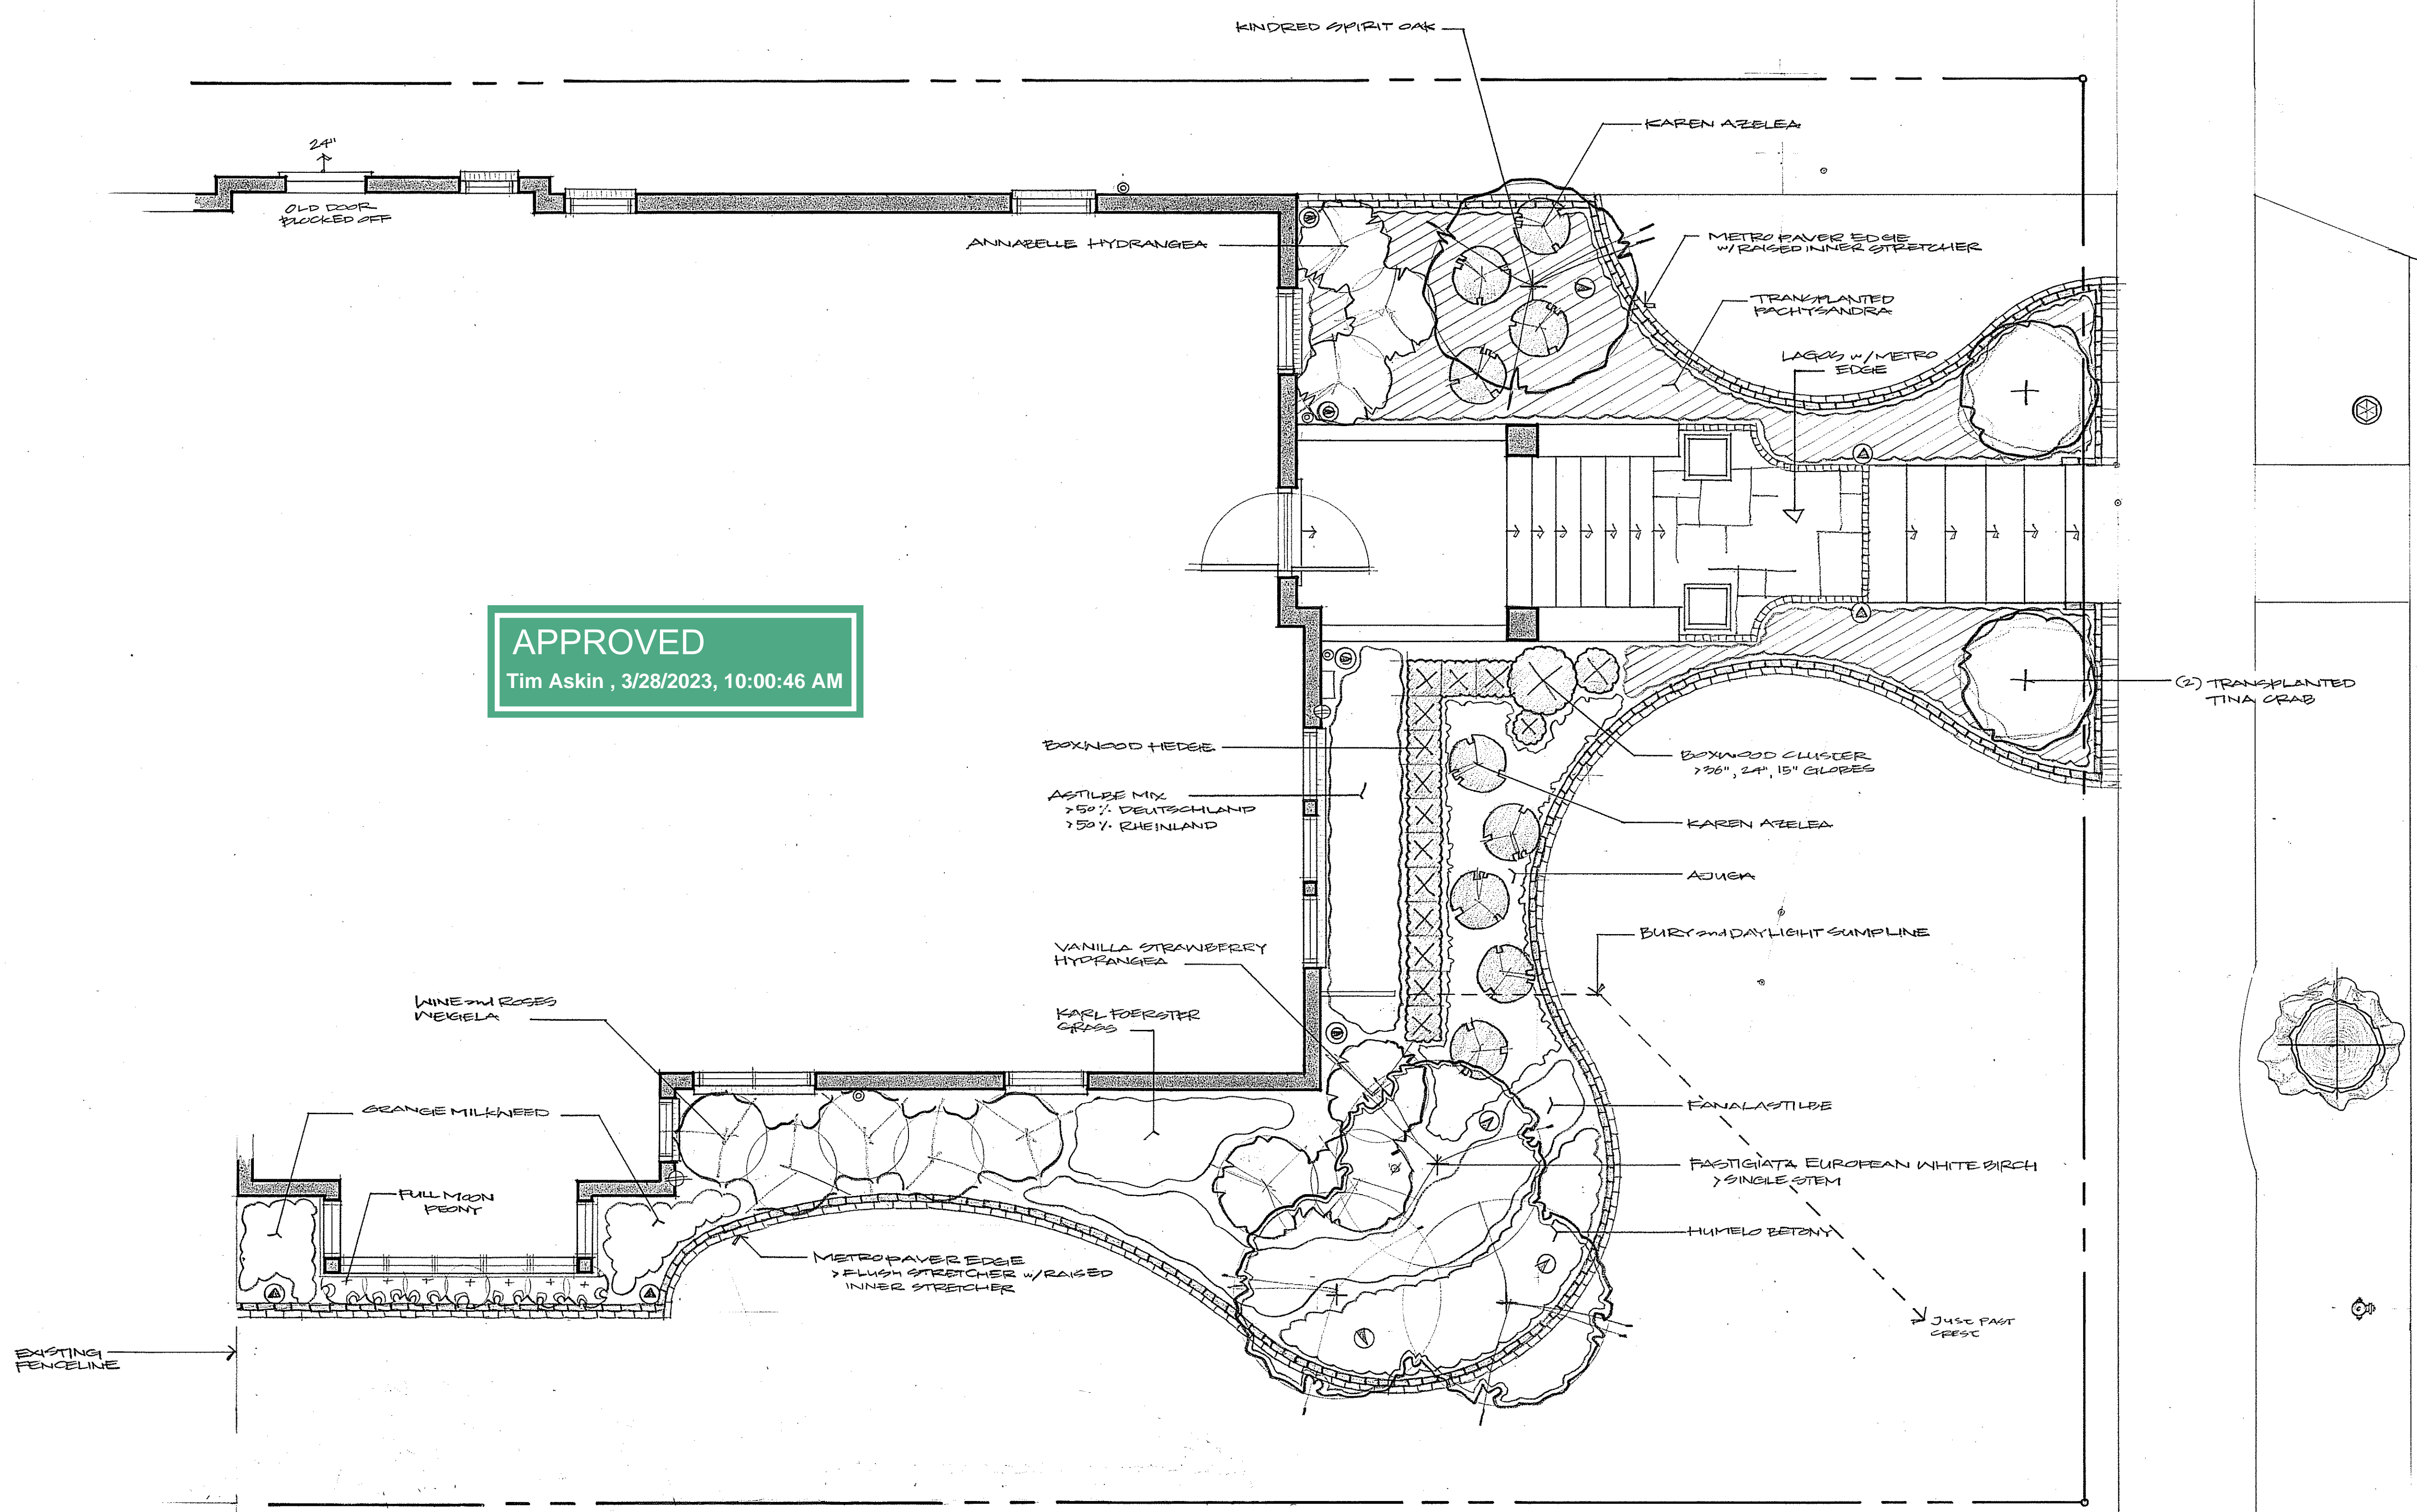 KINDRED SPIRIT OAK
KAREN AZELEA
24"
OLD DOOR
BLOCKED OFF
ANNABELLE HYDRANGEA
METRO PAVER EDGE
w/ RAISED INNER STRETCHER
TRANSPLANTED
PACHYSANDRA
LAGOS w/ METRO
EDGE
APPROVED
Tim Askin , 3/28/2023, 10:00:46 AM
(2) TRANSPLANTED
TINA CRAB
BOXWOOD HEDGE
BOXWOOD CLUSTER
>36", 24", 15" GLOBES
ASTILBE MIX
>50% DEUTSCHLAND
>50% RHEINLAND
KAREN AZELEA
AJUGA
BURY and DAYLIGHT SUMP LINE
VANILLA STRAWBERRY
HYDRANGEA
WINE and ROSES
WEIGELA
KARL FOERSTER
GRASS
ORANGE MILKWEED
FANAL ASTILBE
FASTIGIATA EUROPEAN WHITE BIRCH
> SINGLE STEM
FULL MOON
PEONY
HUMELO BETONY
METRO PAVER EDGE
> FLUSH STRETCHER w/ RAISED
INNER STRETCHER
JUST PAST
CREST
EXISTING
FENCELINE